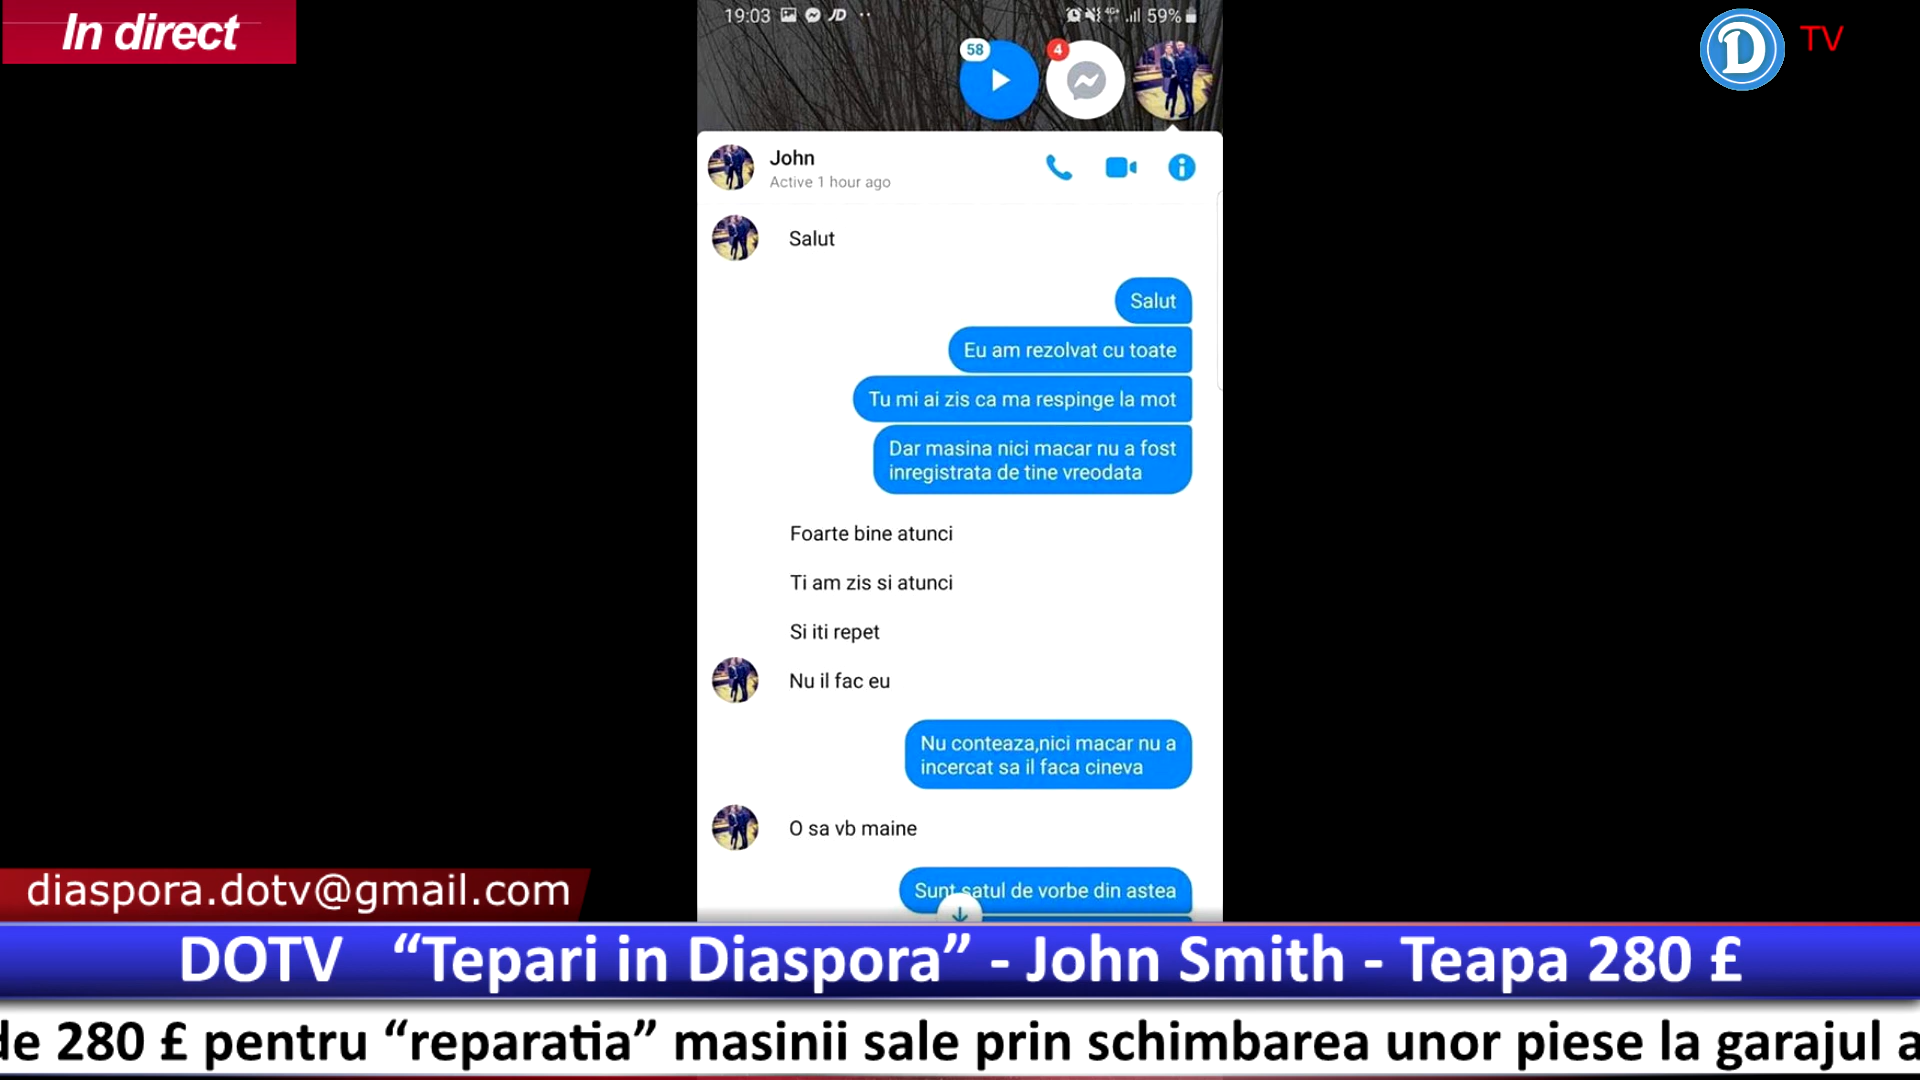 In direct
19:03
4G+
59%
D TV
58
4
John
Active 1 hour ago
Salut
Salut
Eu am rezolvat cu toate
Tu mi ai zis ca ma respinge la mot
Dar masina nici macar nu a fost
inregistrata de tine vreodata
Foarte bine atunci
Ti am zis si atunci
Si iti repet
Nu il fac eu
Nu conteaza,nici macar nu a
incercat sa il faca cineva
O sa vb maine
Sunt satul de vorbe din astea
diaspora.dotv@gmail.com
DOTV “Tepari in Diaspora” - John Smith - Teapa 280 £
de 280 £ pentru “reparatia” masinii sale prin schimbarea unor piese la garajul a